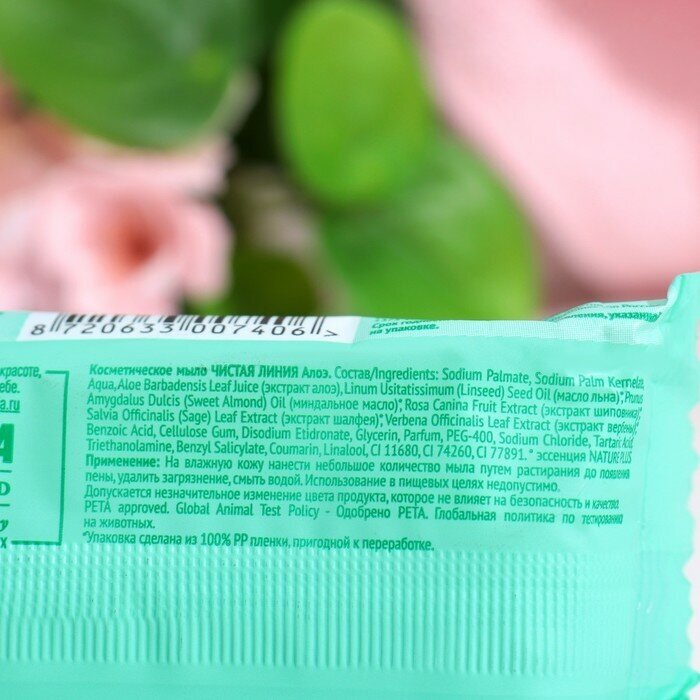 Срок годно
на упаковке.
8 720633 007406 >
красоте,
ебе.
a.ru
А
D
Косметическое мыло ЧИСТАЯ ЛИНИЯ Алоэ. Состав/Ingredients: Sodium Palmate, Sodium Palm Kernelate,
Aqua, Aloe Barbadensis Leaf Juice (экстракт алоэ), Linum Usitatissimum (Linseed) Seed Oil (масло льна)°, Prunus
Amygdalus Dulcis (Sweet Almond) Oil (миндальное масло)°, Rosa Canina Fruit Extract (экстракт шиповника)°,
Salvia Officinalis (Sage) Leaf Extract (экстракт шалфея)°, Verbena Officinalis Leaf Extract (экстракт вербены)°,
Benzoic Acid, Cellulose Gum, Disodium Etidronate, Glycerin, Parfum, PEG-400, Sodium Chloride, Tartaric Acid,
Triethanolamine, Benzyl Salicylate, Coumarin, Linalool, CI 11680, CI 74260, CI 77891. ° эссенция NATURE PLUS
Применение: На влажную кожу нанести небольшое количество мыла путем растирания до появления
пены, удалить загрязнение, смыть водой. Использование в пищевых целях недопустимо.
Допускается незначительное изменение цвета продукта, которое не влияет на безопасность и качество.
PETA approved. Global Animal Test Policy - Одобрено PETA. Глобальная политика по тестированию
на животных.
*Упаковка сделана из 100% PP пленки, пригодной к переработке.